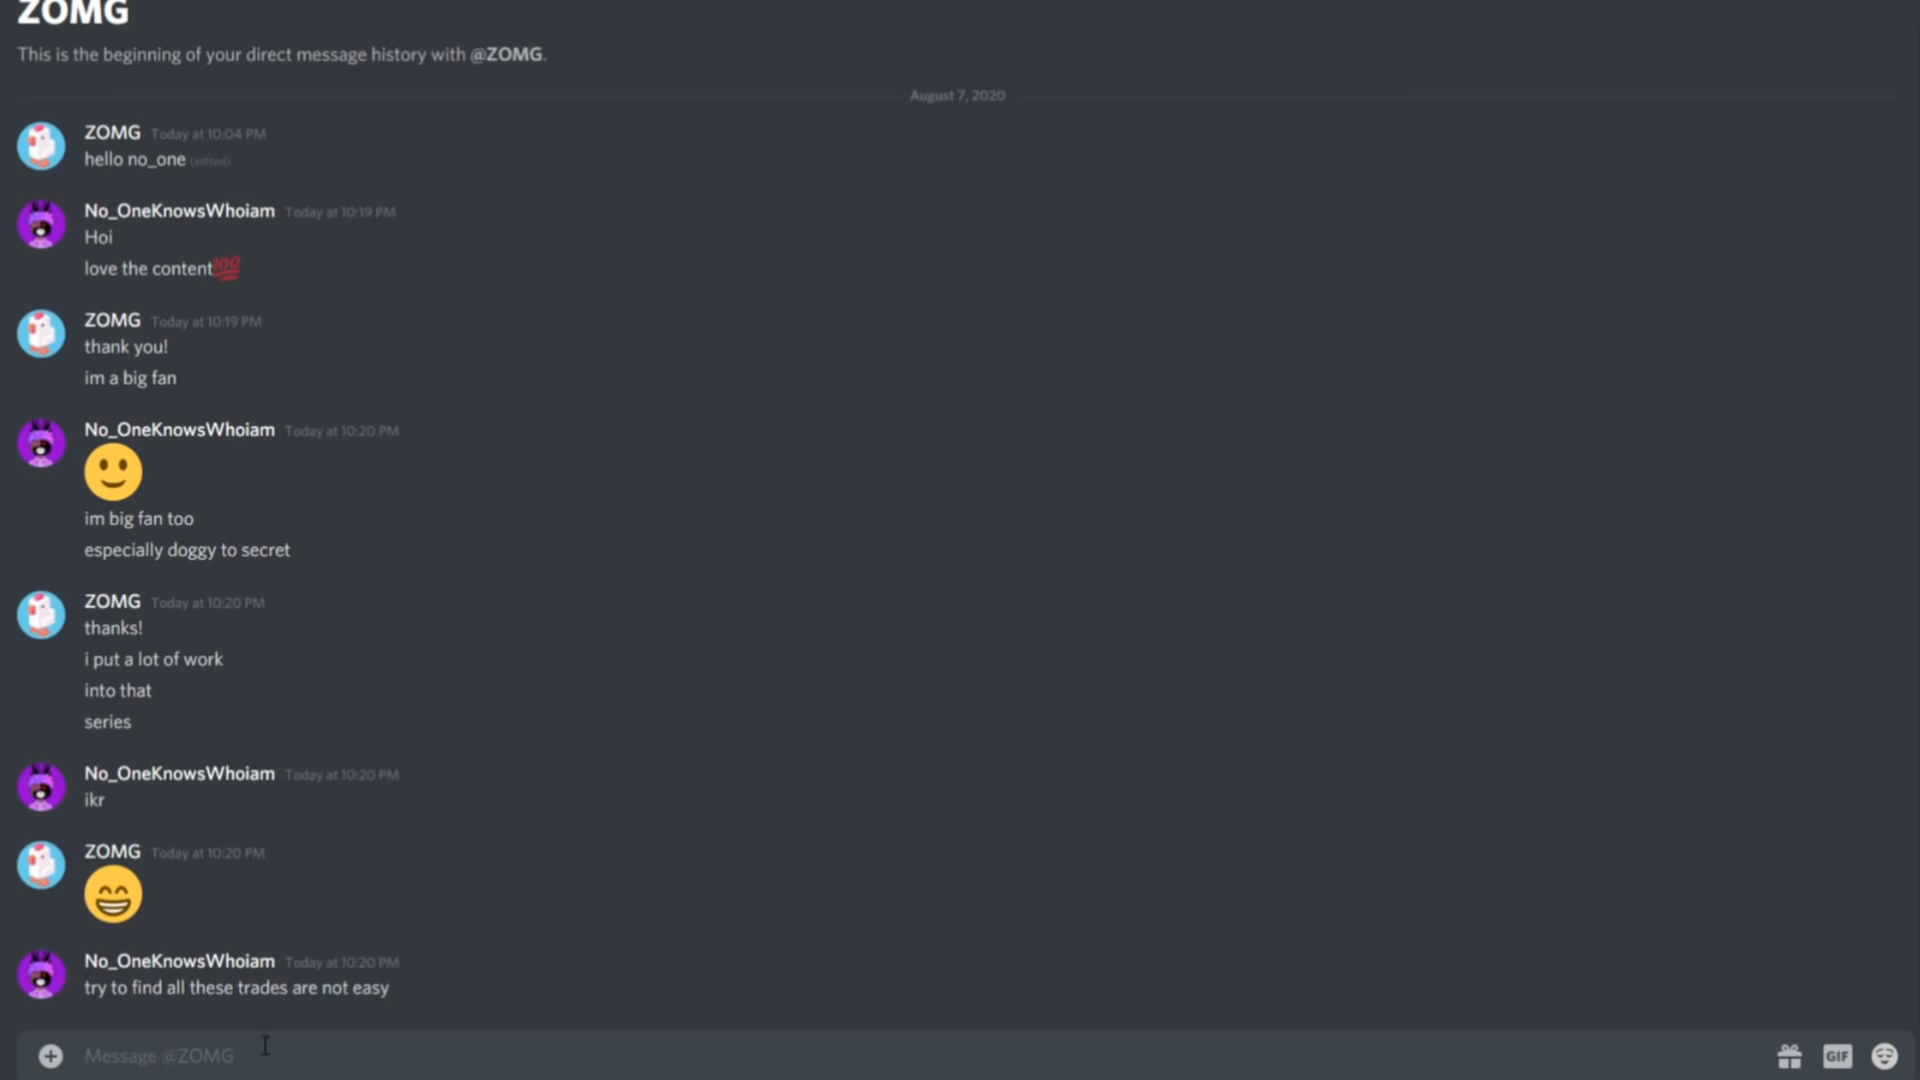 ZOMG
This is the beginning of your direct message history with @ZOMG.
August 7, 2020
ZOMG Today at 10:04 PM
hello no_one (edited)
No_OneKnowsWhoiam Today at 10:19 PM
Hoi
love the content💯
ZOMG Today at 10:19 PM
thank you!
im a big fan
No_OneKnowsWhoiam Today at 10:20 PM
im big fan too
especially doggy to secret
ZOMG Today at 10:20 PM
thanks!
i put a lot of work
into that
series
No_OneKnowsWhoiam Today at 10:20 PM
ikr
ZOMG Today at 10:20 PM
No_OneKnowsWhoiam Today at 10:20 PM
try to find all these trades are not easy
Message @ZOMG
GIF